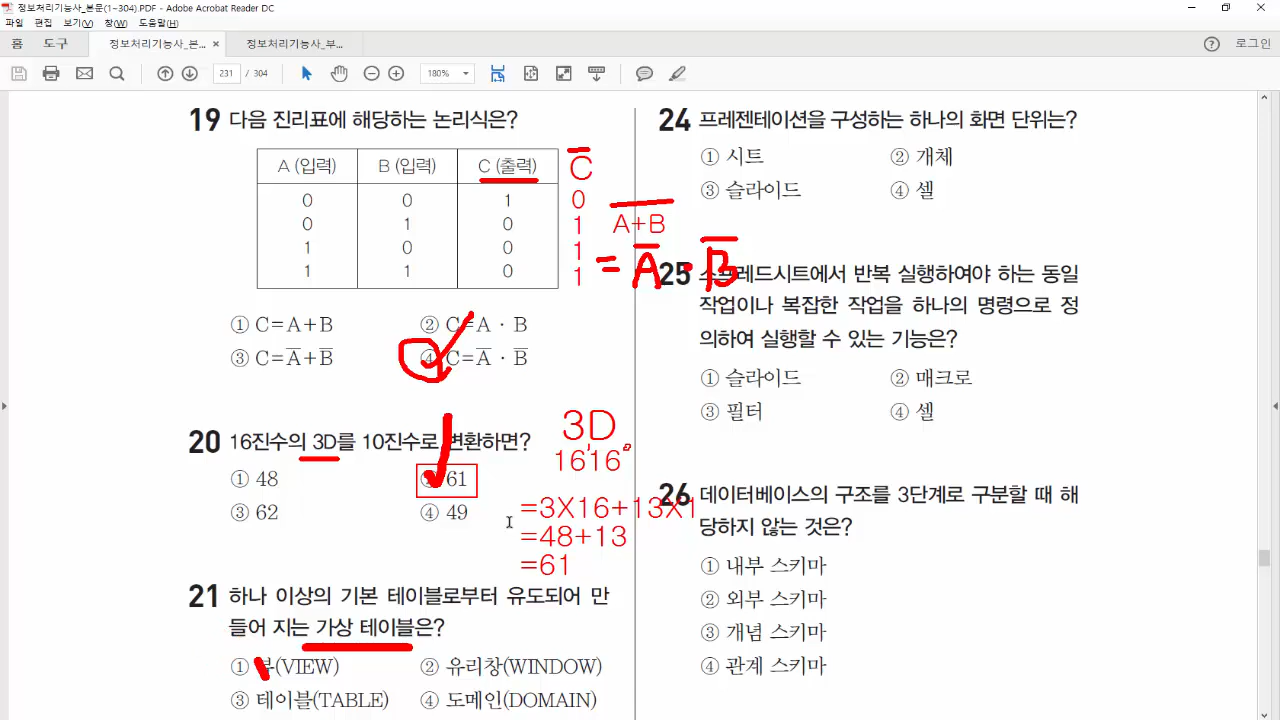 정보처리기능사_본문(1~304).PDF - Adobe Acrobat Reader DC
파일 편집 보기(V) 창(W) 도움말(H)
홈 도구 정보처리기능사_본... × 정보처리기능사_부... ? 로그인
231 / 304 180%
19 다음 진리표에 해당하는 논리식은?
A (입력) B (입력) C (출력) C̅
0 0 1 0
0 1 0 1
1 0 0 1
1 1 0 1
A+B
= A̅ · B̅
① C=A+B ② C=A · B
③ C=A̅+B̅ ④ C=A̅ · B̅
20 16진수의 3D를 10진수로 변환하면?
① 48 ② 61
③ 62 ④ 49
3D
16¹16⁰
=3X16+13X1
=48+13
=61
21 하나 이상의 기본 테이블로부터 유도되어 만
들어 지는 가상 테이블은?
① 뷰(VIEW) ② 유리창(WINDOW)
③ 테이블(TABLE) ④ 도메인(DOMAIN)
24 프레젠테이션을 구성하는 하나의 화면 단위는?
① 시트 ② 개체
③ 슬라이드 ④ 셀
25 스프레드시트에서 반복 실행하여야 하는 동일
작업이나 복잡한 작업을 하나의 명령으로 정
의하여 실행할 수 있는 기능은?
① 슬라이드 ② 매크로
③ 필터 ④ 셀
26 데이터베이스의 구조를 3단계로 구분할 때 해
당하지 않는 것은?
① 내부 스키마
② 외부 스키마
③ 개념 스키마
④ 관계 스키마